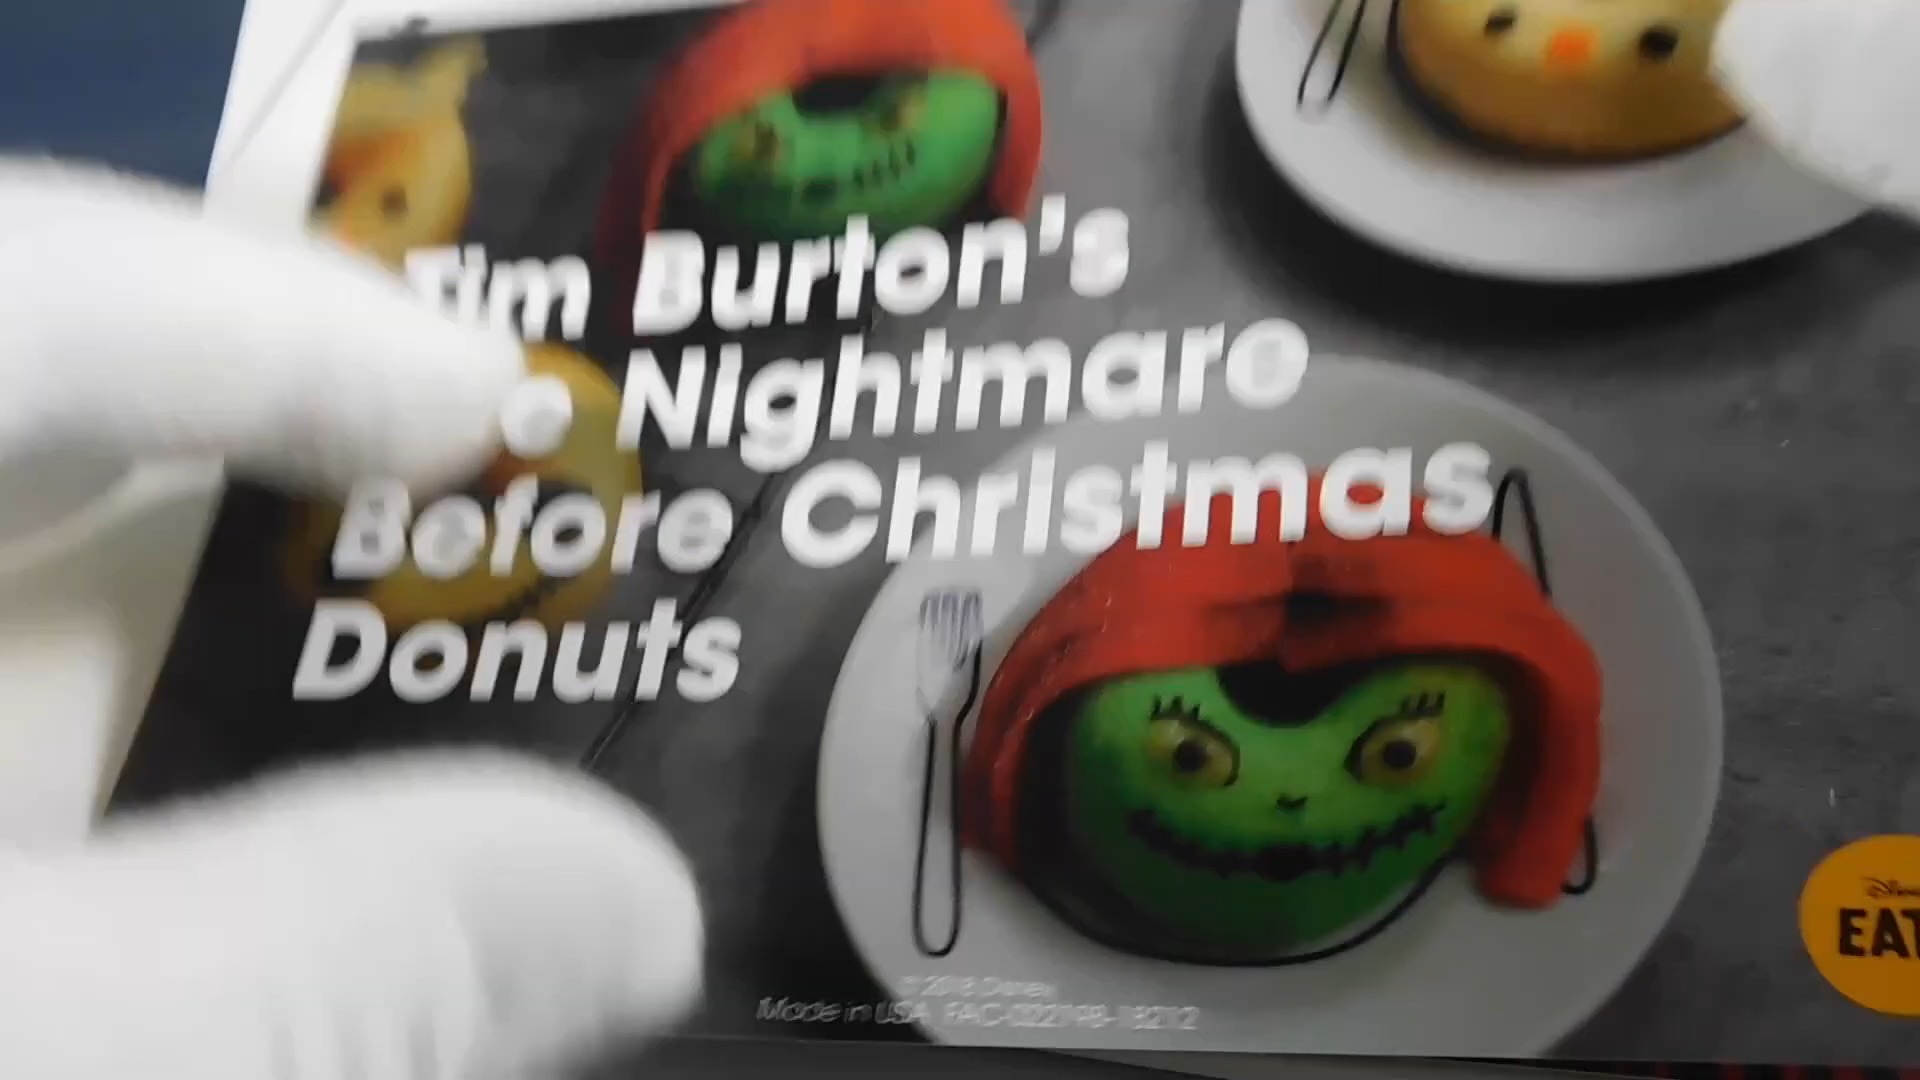 Tim Burton's
Nightmare
Before Christmas
Donuts
Made in USA
EAT